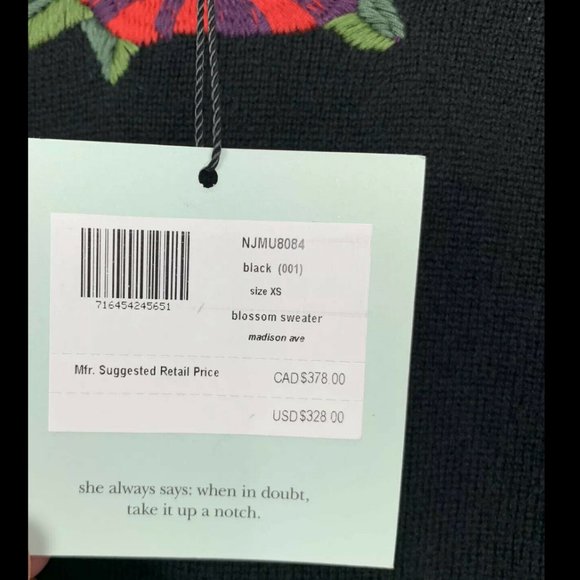 716454245651
NJMU8084
black (001)
size XS
blossom sweater
madison ave
Mfr. Suggested Retail Price CAD$378.00
USD$328.00
she always says: when in doubt,
take it up a notch.